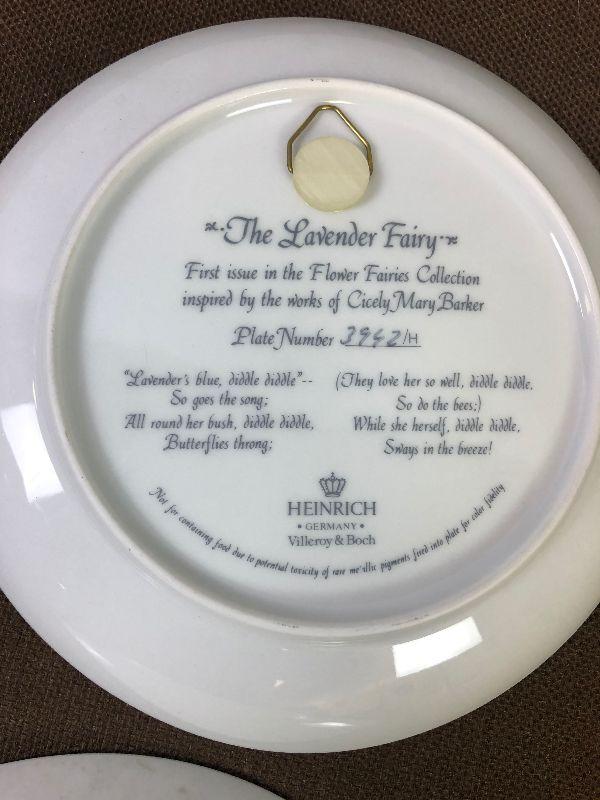 The Lavender Fairy
First issue in the Flower Fairies Collection
inspired by the works of Cicely Mary Barker
Plate Number 3942/H
"Lavender's blue, diddle diddle"--
So goes the song;
All round her bush, diddle diddle,
Butterflies throng;
(They love her so well, diddle diddle,
So do the bees;)
While she herself, diddle diddle,
Sways in the breeze!
HEINRICH
• GERMANY •
Villeroy & Boch
Not for containing food due to potential toxicity of rare metallic pigments fired into plate for color fidelity